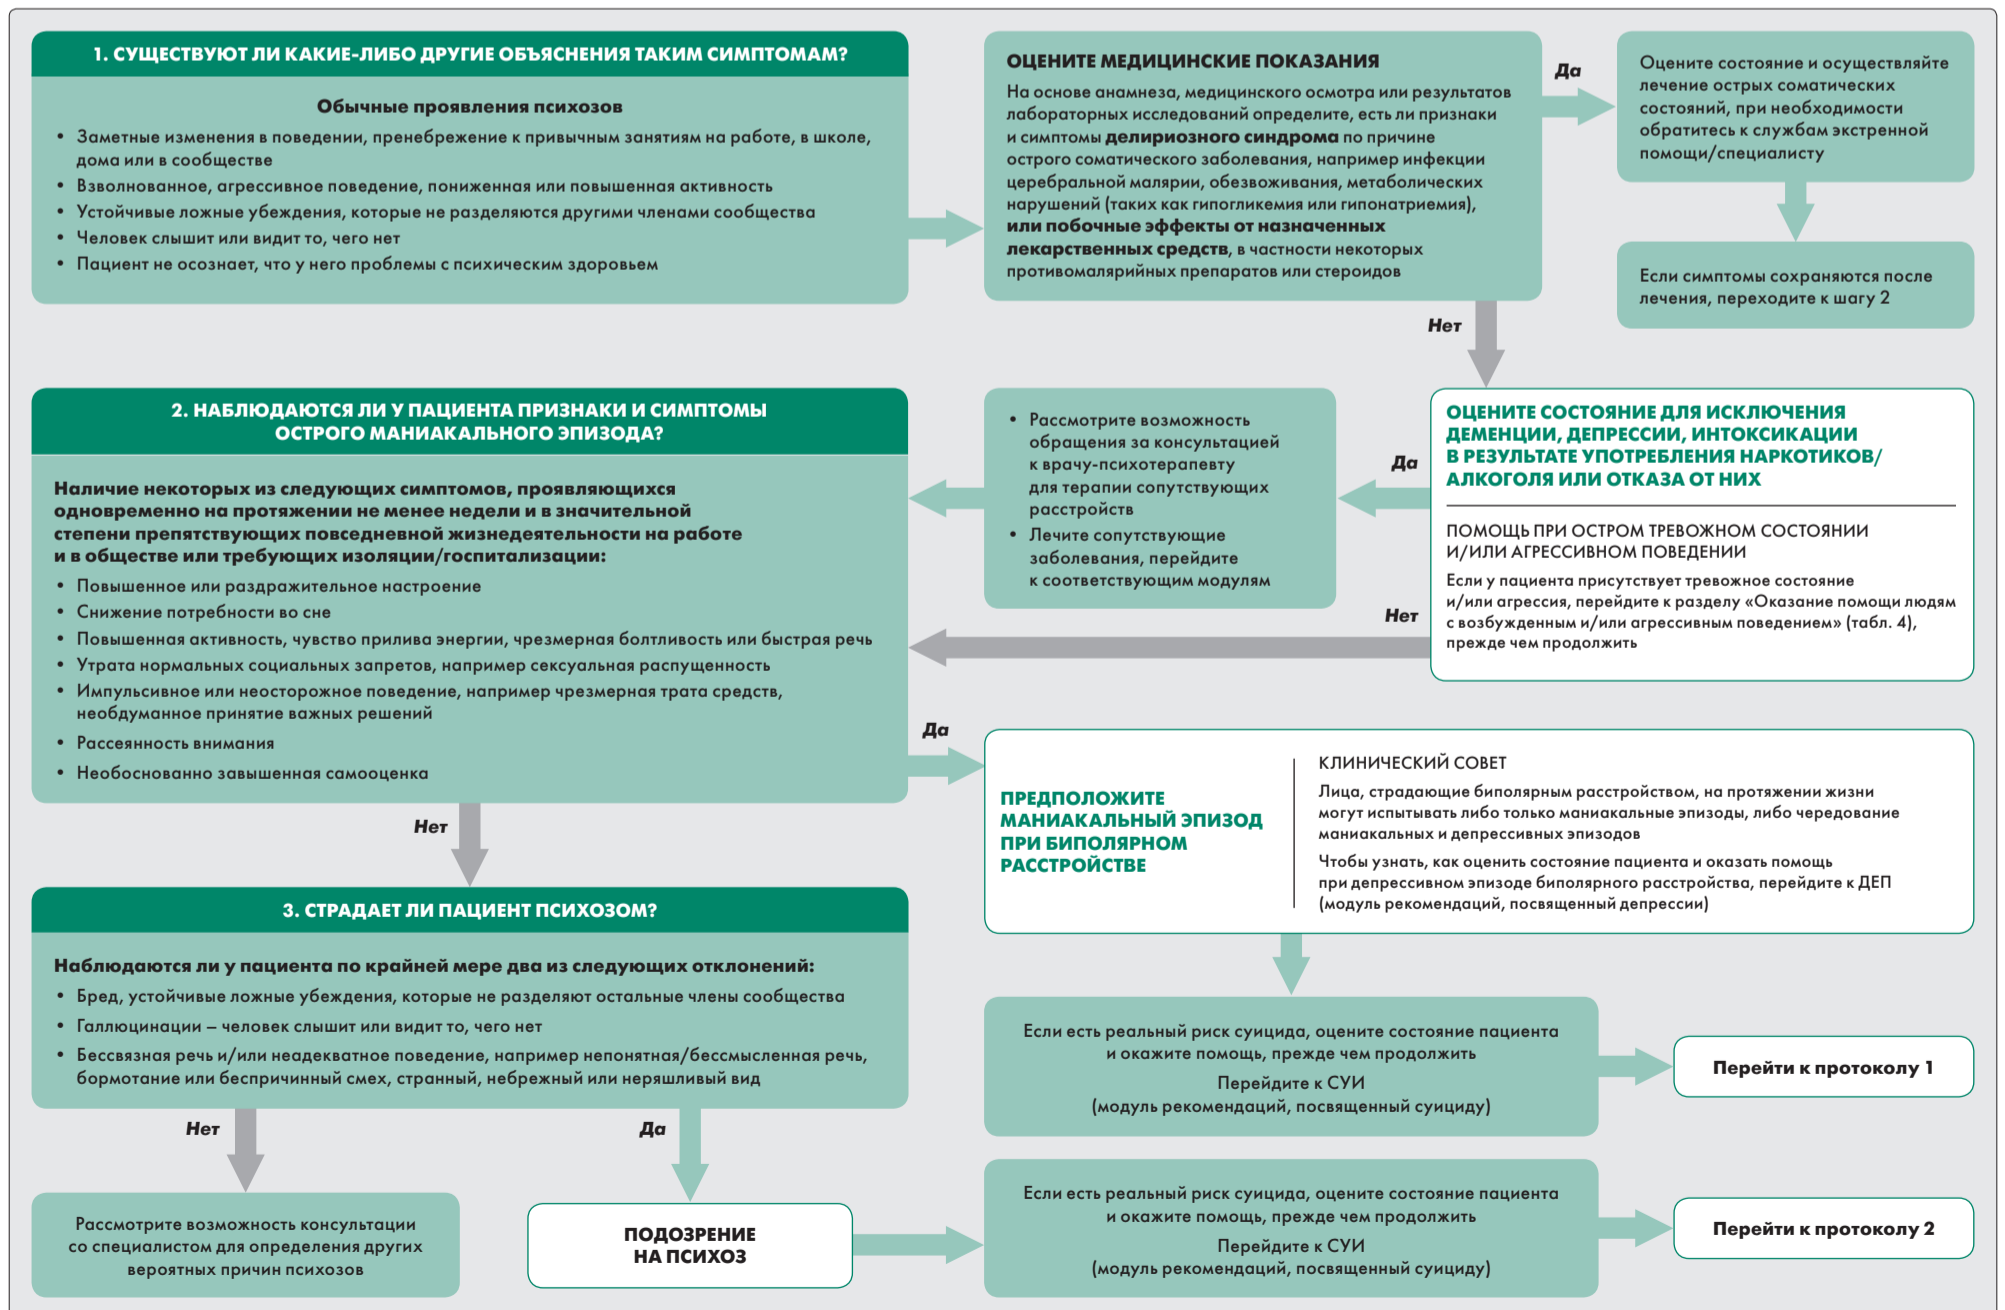 1. СУЩЕСТВУЮТ ЛИ КАКИЕ-ЛИБО ДРУГИЕ ОБЪЯСНЕНИЯ ТАКИМ СИМПТОМАМ?
Обычные проявления психозов
• Заметные изменения в поведении, пренебрежение к привычным занятиям на работе, в школе,
дома или в сообществе
• Взволнованное, агрессивное поведение, пониженная или повышенная активность
• Устойчивые ложные убеждения, которые не разделяются другими членами сообщества
• Человек слышит или видит то, чего нет
• Пациент не осознает, что у него проблемы с психическим здоровьем
ОЦЕНИТЕ МЕДИЦИНСКИЕ ПОКАЗАНИЯ
На основе анамнеза, медицинского осмотра или результатов
лабораторных исследований определите, есть ли признаки
и симптомы делириозного синдрома по причине
острого соматического заболевания, например инфекции
церебральной малярии, обезвоживания, метаболических
нарушений (таких как гипогликемия или гипонатриемия),
или побочные эффекты от назначенных
лекарственных средств, в частности некоторых
противомалярийных препаратов или стероидов
Да
Оцените состояние и осуществляйте
лечение острых соматических
состояний, при необходимости
обратитесь к службам экстренной
помощи/специалисту
Если симптомы сохраняются после
лечения, переходите к шагу 2
Нет
ОЦЕНИТЕ СОСТОЯНИЕ ДЛЯ ИСКЛЮЧЕНИЯ
ДЕМЕНЦИИ, ДЕПРЕССИИ, ИНТОКСИКАЦИИ
В РЕЗУЛЬТАТЕ УПОТРЕБЛЕНИЯ НАРКОТИКОВ/
АЛКОГОЛЯ ИЛИ ОТКАЗА ОТ НИХ
ПОМОЩЬ ПРИ ОСТРОМ ТРЕВОЖНОМ СОСТОЯНИИ
И/ИЛИ АГРЕССИВНОМ ПОВЕДЕНИИ
Если у пациента присутствует тревожное состояние
и/или агрессия, перейдите к разделу «Оказание помощи людям
с возбужденным и/или агрессивным поведением» (табл. 4),
прежде чем продолжить
Да
• Рассмотрите возможность
обращения за консультацией
к врачу-психотерапевту
для терапии сопутствующих
расстройств
• Лечите сопутствующие
заболевания, перейдите
к соответствующим модулям
Нет
2. НАБЛЮДАЮТСЯ ЛИ У ПАЦИЕНТА ПРИЗНАКИ И СИМПТОМЫ
ОСТРОГО МАНИАКАЛЬНОГО ЭПИЗОДА?
Наличие некоторых из следующих симптомов, проявляющихся
одновременно на протяжении не менее недели и в значительной
степени препятствующих повседневной жизнедеятельности на работе
и в обществе или требующих изоляции/госпитализации:
• Повышенное или раздражительное настроение
• Снижение потребности во сне
• Повышенная активность, чувство прилива энергии, чрезмерная болтливость или быстрая речь
• Утрата нормальных социальных запретов, например сексуальная распущенность
• Импульсивное или неосторожное поведение, например чрезмерная трата средств,
необдуманное принятие важных решений
• Рассеянность внимания
• Необоснованно завышенная самооценка
Да
ПРЕДПОЛОЖИТЕ
МАНИАКАЛЬНЫЙ ЭПИЗОД
ПРИ БИПОЛЯРНОМ
РАССТРОЙСТВЕ
КЛИНИЧЕСКИЙ СОВЕТ
Лица, страдающие биполярным расстройством, на протяжении жизни
могут испытывать либо только маниакальные эпизоды, либо чередование
маниакальных и депрессивных эпизодов
Чтобы узнать, как оценить состояние пациента и оказать помощь
при депрессивном эпизоде биполярного расстройства, перейдите к ДЕП
(модуль рекомендаций, посвященный депрессии)
Если есть реальный риск суицида, оцените состояние пациента
и окажите помощь, прежде чем продолжить
Перейдите к СУИ
(модуль рекомендаций, посвященный суициду)
Перейти к протоколу 1
Нет
3. СТРАДАЕТ ЛИ ПАЦИЕНТ ПСИХОЗОМ?
Наблюдаются ли у пациента по крайней мере два из следующих отклонений:
• Бред, устойчивые ложные убеждения, которые не разделяют остальные члены сообщества
• Галлюцинации – человек слышит или видит то, чего нет
• Бессвязная речь и/или неадекватное поведение, например непонятная/бессмысленная речь,
бормотание или беспричинный смех, странный, небрежный или неряшливый вид
Нет
Рассмотрите возможность консультации
со специалистом для определения других
вероятных причин психозов
Да
ПОДОЗРЕНИЕ
НА ПСИХОЗ
Если есть реальный риск суицида, оцените состояние пациента
и окажите помощь, прежде чем продолжить
Перейдите к СУИ
(модуль рекомендаций, посвященный суициду)
Перейти к протоколу 2